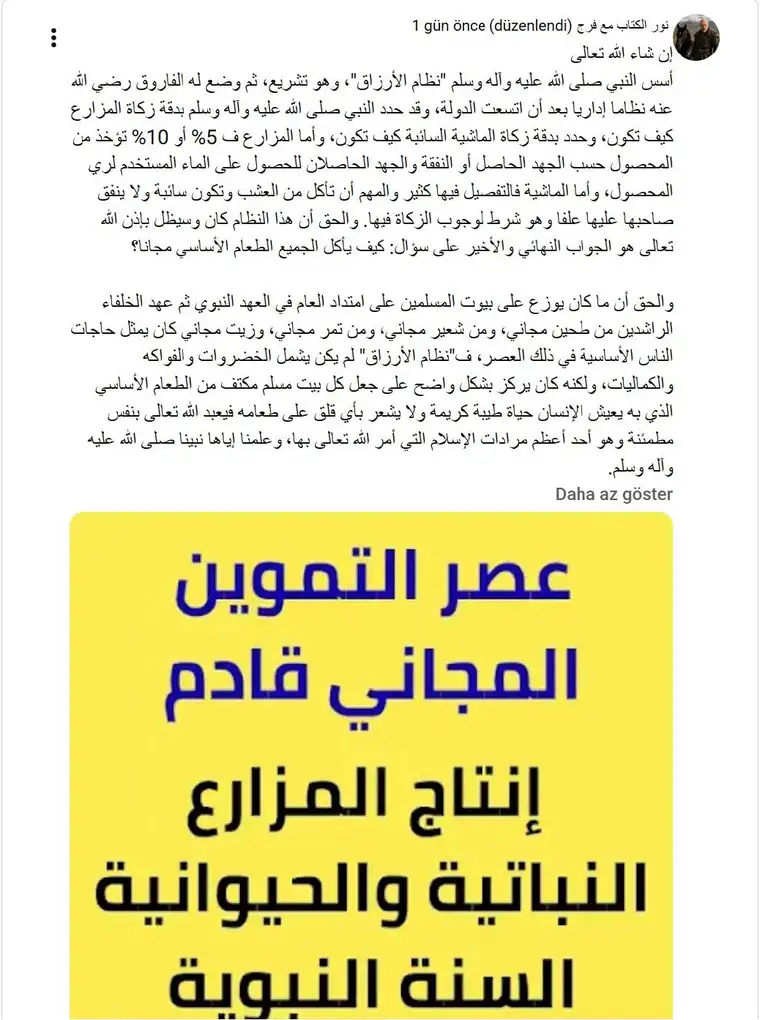 نور الكتاب مع فرج 1 gün önce (düzenlendi)
إن شاء الله تعالى
أسس النبي صلى الله عليه وآله وسلم "نظام الأرزاق"، وهو تشريع، ثم وضع له الفاروق رضي الله
عنه نظاما إداريا بعد أن اتسعت الدولة، وقد حدد النبي صلى الله عليه وآله وسلم بدقة زكاة المزارع
كيف تكون، وحدد بدقة زكاة الماشية السائبة كيف تكون، وأما المزارع ف 5% أو 10% تؤخذ من
المحصول حسب الجهد الحاصل أو النفقة والجهد الحاصلان للحصول على الماء المستخدم لري
المحصول، وأما الماشية فالتفصيل فيها كثير والمهم أن تأكل من العشب وتكون سائبة ولا ينفق
صاحبها عليها علفا وهو شرط لوجوب الزكاة فيها. والحق أن هذا النظام كان وسيظل بإذن الله
تعالى هو الجواب النهائي والأخير على سؤال: كيف يأكل الجميع الطعام الأساسي مجانا؟
والحق أن ما كان يوزع على بيوت المسلمين على امتداد العام في العهد النبوي ثم عهد الخلفاء
الراشدين من طحين مجاني، ومن شعير مجاني، ومن تمر مجاني، وزيت مجاني كان يمثل حاجات
الناس الأساسية في ذلك العصر، ف"نظام الأرزاق" لم يكن يشمل الخضروات والفواكه
والكماليات، ولكنه كان يركز بشكل واضح على جعل كل بيت مسلم مكتف من الطعام الأساسي
الذي به يعيش الإنسان حياة طيبة كريمة ولا يشعر بأي قلق على طعامه فيعبد الله تعالى بنفس
مطمئنة وهو أحد أعظم مرادات الإسلام التي أمر الله تعالى بها، وعلمنا إياها نبينا صلى الله عليه
وآله وسلم.
Daha az göster
عصر التموين
المجاني قادم
إنتاج المزارع
النباتية والحيوانية
السنة النبوية